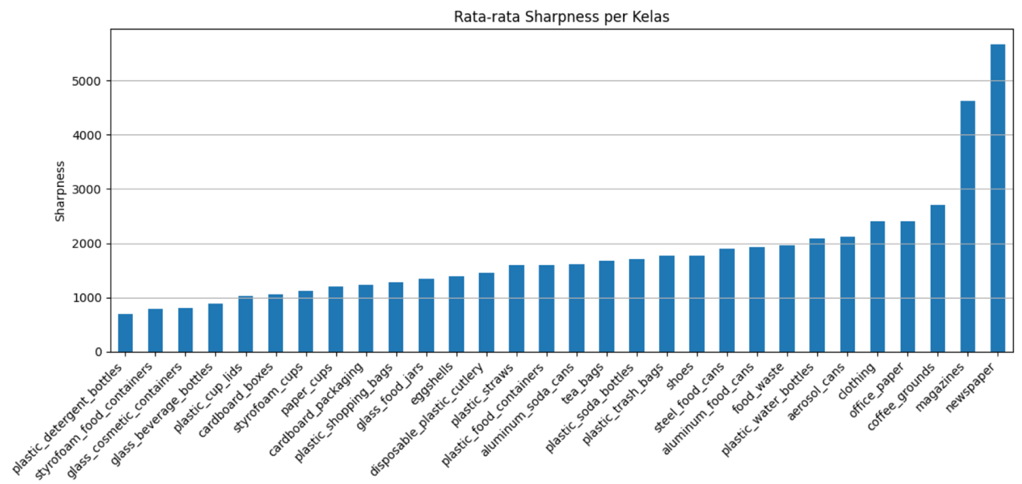 Rata-rata Sharpness per Kelas
Sharpness
5000
4000
3000
2000
1000
0
plastic_detergent_bottles
styrofoam_food_containers
glass_cosmetic_containers
glass_beverage_bottles
plastic_cup_lids
cardboard_boxes
styrofoam_cups
paper_cups
cardboard_packaging
plastic_shopping_bags
glass_food_jars
eggshells
disposable_plastic_cutlery
plastic_straws
plastic_food_containers
aluminum_soda_cans
tea_bags
plastic_soda_bottles
plastic_trash_bags
shoes
steel_food_cans
aluminum_food_cans
food_waste
plastic_water_bottles
aerosol_cans
clothing
office_paper
coffee_grounds
magazines
newspaper